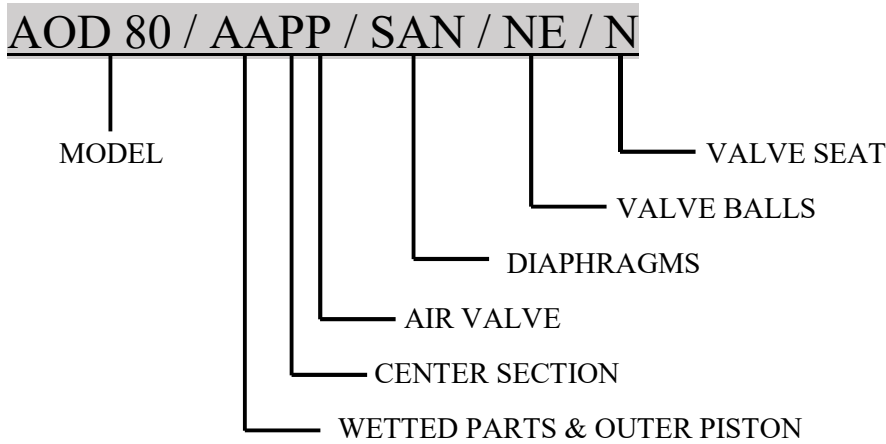 AOD 80 / AAPP / SAN / NE / N
MODEL
VALVE SEAT
VALVE BALLS
DIAPHRAGMS
AIR VALVE
CENTER SECTION
WETTED PARTS & OUTER PISTON